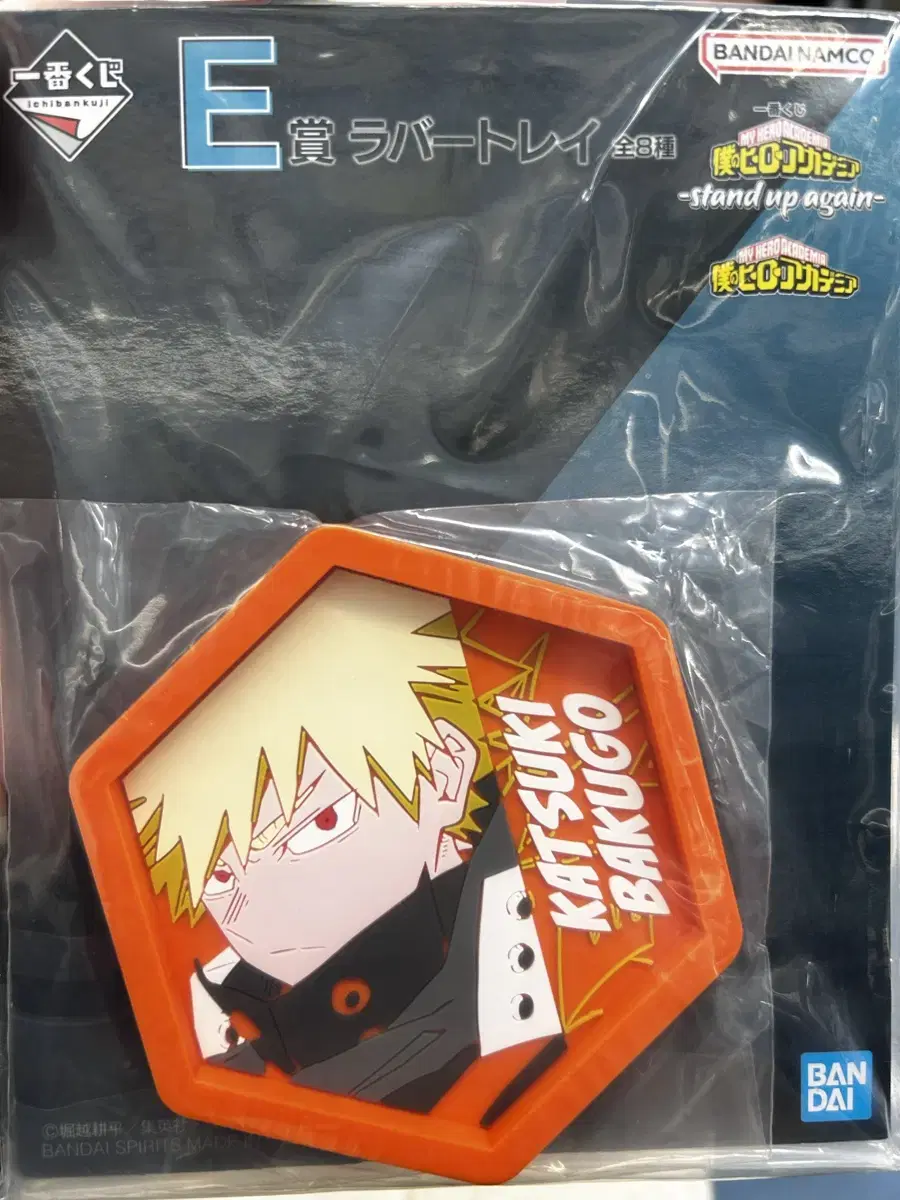 一番くじ
ichibankuji
E賞 ラバートレイ 全8種
BANDAI NAMCO
一番くじ
MY HERO ACADEMIA
僕のヒーローアカデミア
-stand up again-
MY HERO ACADEMIA
僕のヒーローアカデミア
KATSUKI
BAKUGO
BAN
DAI
©堀越耕平/集英社
BANDAI SPIRITS MADE